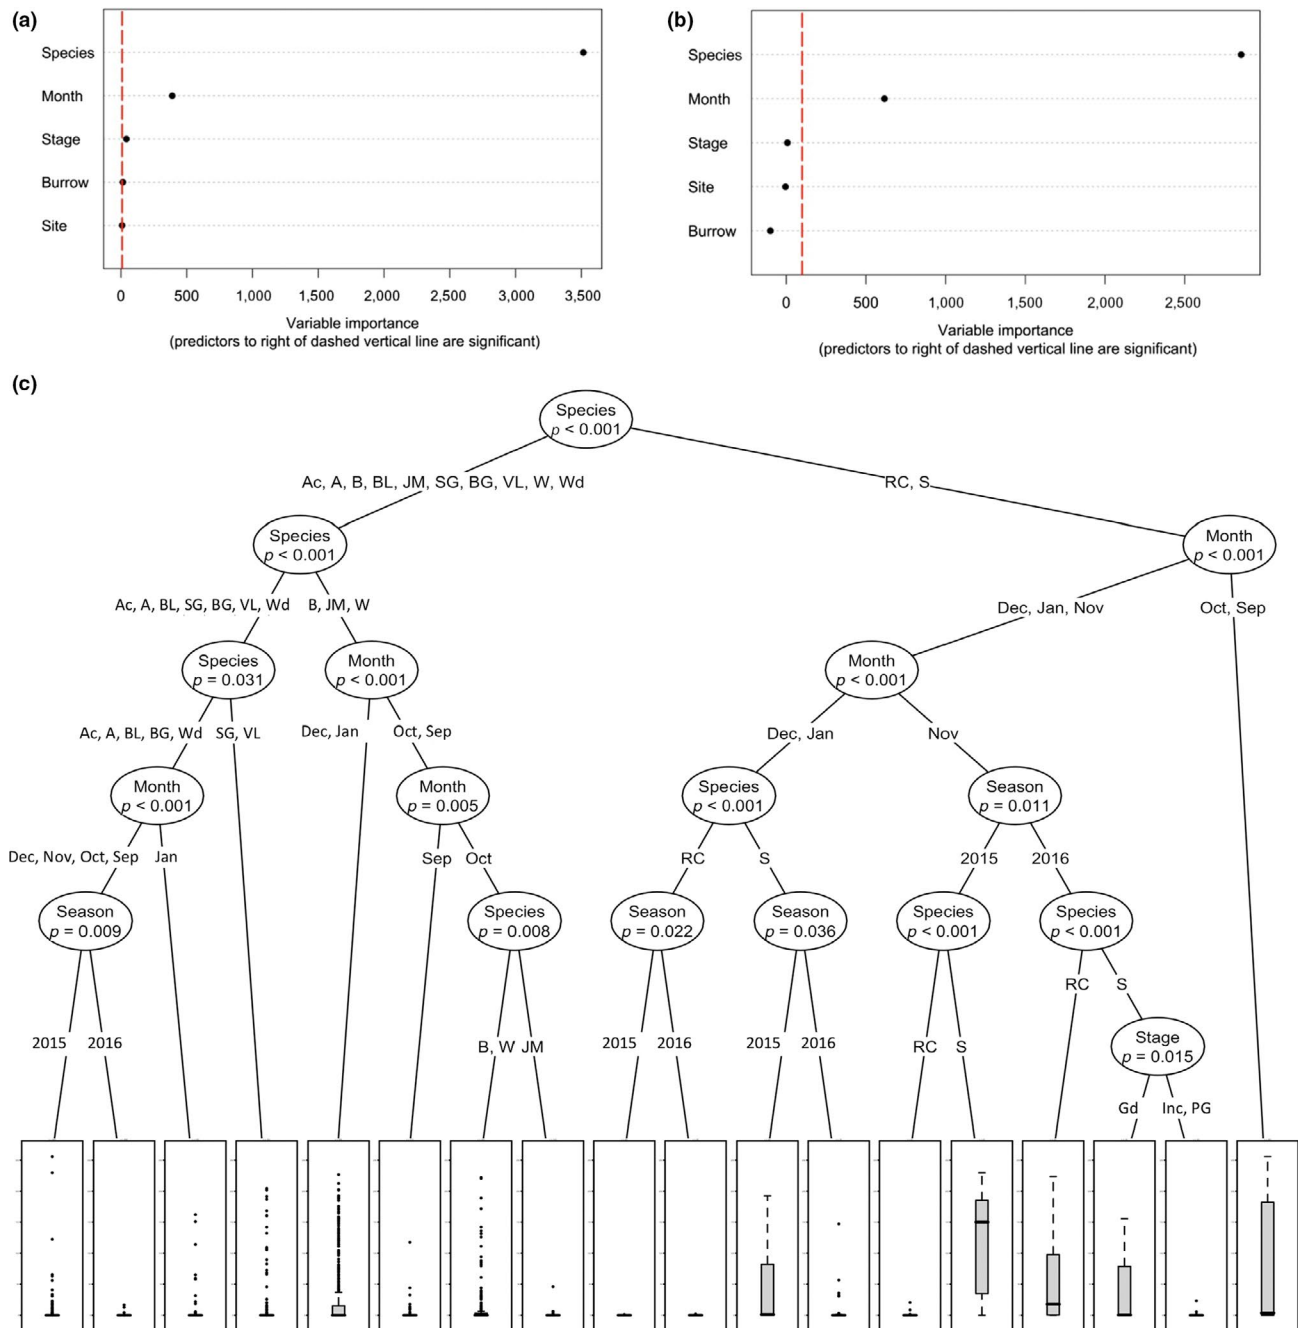 (a)
Species
Month
Stage
Burrow
Site
0 500 1,000 1,500 2,000 2,500 3,000 3,500
Variable importance
(predictors to right of dashed vertical line are significant)
(b)
Species
Month
Stage
Site
Burrow
0 500 1,000 1,500 2,000 2,500
Variable importance
(predictors to right of dashed vertical line are significant)
(c)
Species
p < 0.001
Ac, A, B, BL, JM, SG, BG, VL, W, Wd
RC, S
Species
p < 0.001
Month
p < 0.001
Ac, A, BL, SG, BG, VL, Wd
B, JM, W
Dec, Jan, Nov
Oct, Sep
Species
p = 0.031
Month
p < 0.001
Month
p < 0.001
Ac, A, BL, BG, Wd
SG, VL
Dec, Jan
Oct, Sep
Dec, Jan
Nov
Month
p < 0.001
Month
p = 0.005
Species
p < 0.001
Season
p = 0.011
Dec, Nov, Oct, Sep
Jan
Sep
Oct
RC
S
2015
2016
Season
p = 0.009
Species
p = 0.008
Season
p = 0.022
Season
p = 0.036
Species
p < 0.001
Species
p < 0.001
RC
S
2015
2016
B, W
JM
2015
2016
2015
2016
RC
S
Stage
p = 0.015
Gd
Inc, PG